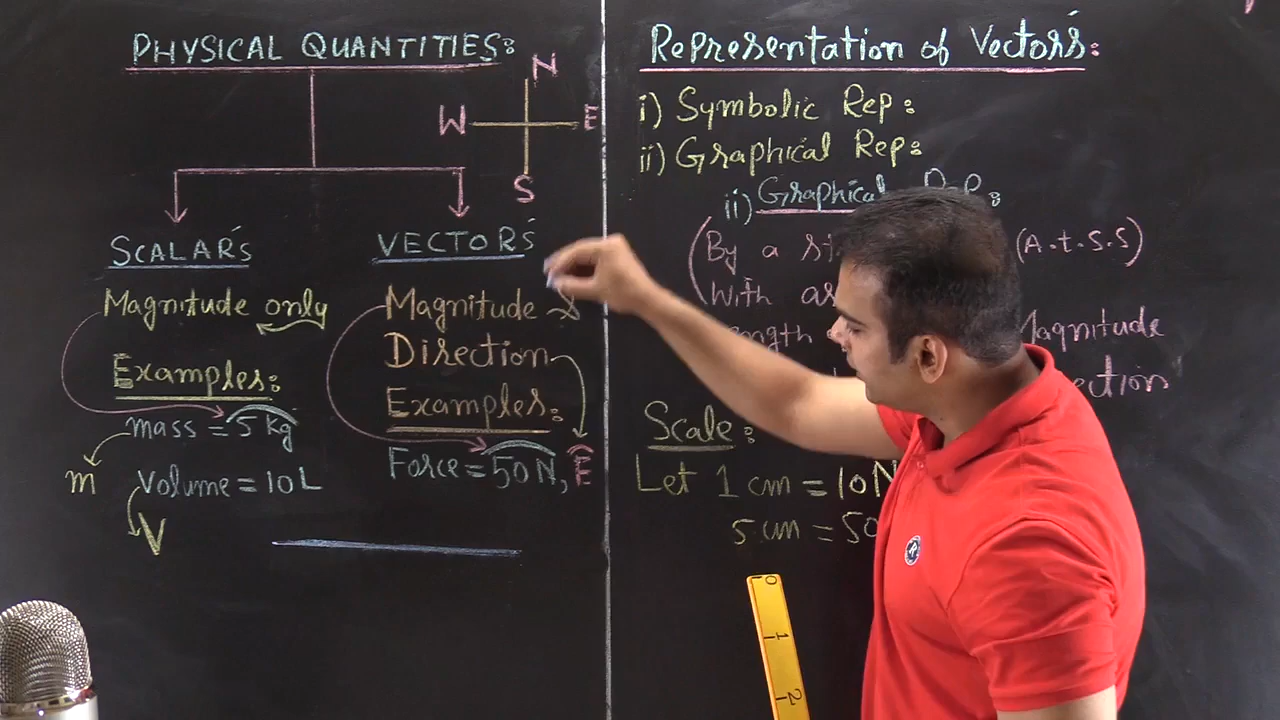 PHYSICAL QUANTITIES:
N
W E
S
SCALARS
Magnitude only
Examples:
mass = 5 kg
m
Volume = 10 L
V
VECTORS
Magnitude &
Direction
Examples:
Force = 50 N, E
Representation of Vectors:
i) Symbolic Rep:
ii) Graphical Rep:
ii) Graphical
(By a (A.t.S.S)
With
Magnitude
Scale:
Let 1 cm = 10 N
5 cm = 50
0
1
2